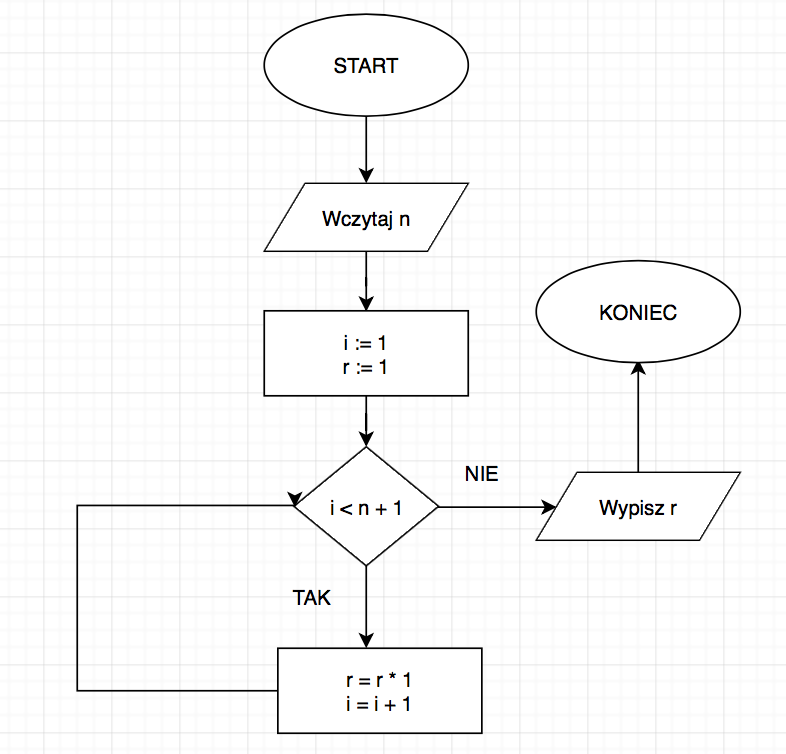 START
Wczytaj n
i := 1
r := 1
i < n + 1
NIE
Wypisz r
KONIEC
TAK
r = r * 1
i = i + 1